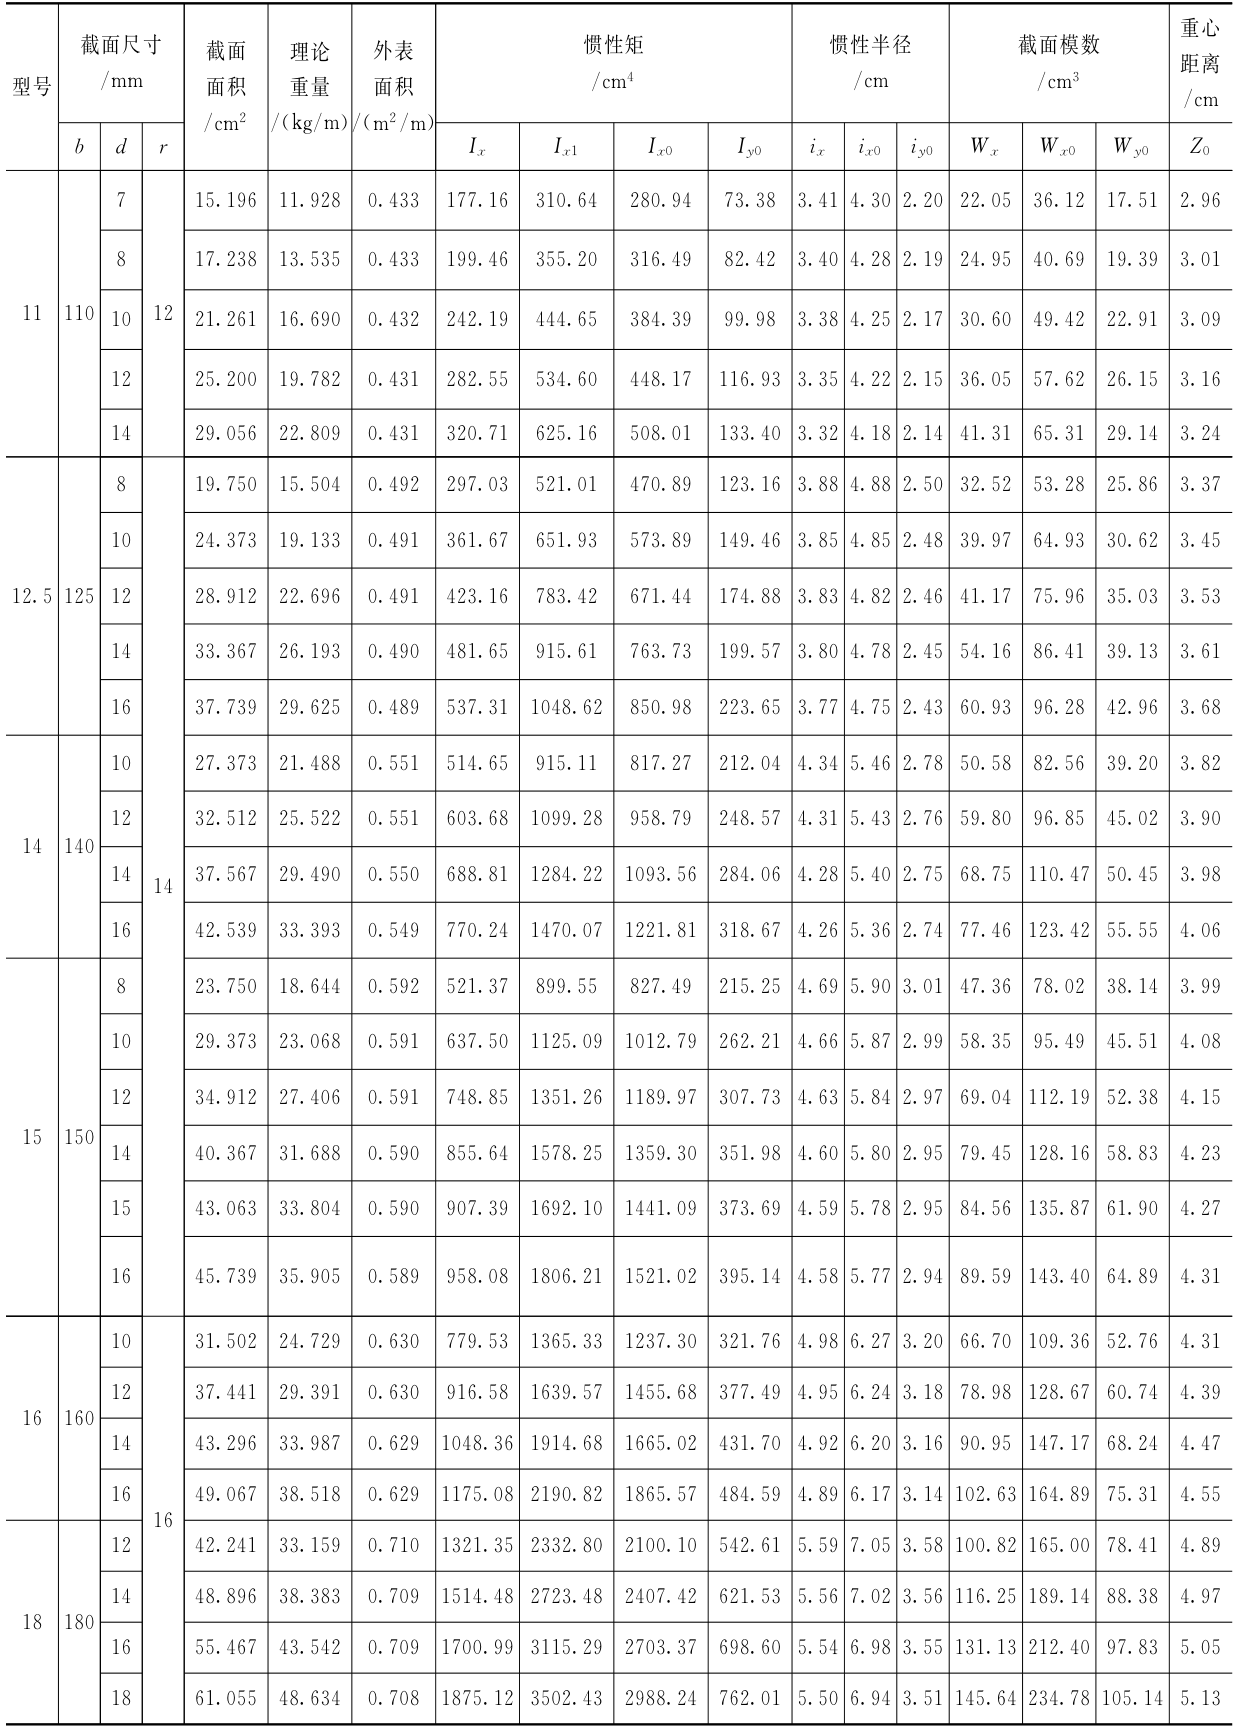 型号 截面尺寸/mm 截面面积/cm² 理论重量/(kg/m) 外表面积/(m²/m) 惯性矩/cm⁴ 惯性半径/cm 截面模数/cm³ 重心距离/cm
b d r Ix Ix1 Ix0 Iy0 ix ix0 iy0 Wx Wx0 Wy0 Z0
7 15.196 11.928 0.433 177.16 310.64 280.94 73.38 3.41 4.30 2.20 22.05 36.12 17.51 2.96
8 17.238 13.535 0.433 199.46 355.20 316.49 82.42 3.40 4.28 2.19 24.95 40.69 19.39 3.01
11 110 10 12 21.261 16.690 0.432 242.19 444.65 384.39 99.98 3.38 4.25 2.17 30.60 49.42 22.91 3.09
12 25.200 19.782 0.431 282.55 534.60 448.17 116.93 3.35 4.22 2.15 36.05 57.62 26.15 3.16
14 29.056 22.809 0.431 320.71 625.16 508.01 133.40 3.32 4.18 2.14 41.31 65.31 29.14 3.24
8 19.750 15.504 0.492 297.03 521.01 470.89 123.16 3.88 4.88 2.50 32.52 53.28 25.86 3.37
10 24.373 19.133 0.491 361.67 651.93 573.89 149.46 3.85 4.85 2.48 39.97 64.93 30.62 3.45
12.5 125 12 28.912 22.696 0.491 423.16 783.42 671.44 174.88 3.83 4.82 2.46 41.17 75.96 35.03 3.53
14 33.367 26.193 0.490 481.65 915.61 763.73 199.57 3.80 4.78 2.45 54.16 86.41 39.13 3.61
16 37.739 29.625 0.489 537.31 1048.62 850.98 223.65 3.77 4.75 2.43 60.93 96.28 42.96 3.68
10 27.373 21.488 0.551 514.65 915.11 817.27 212.04 4.34 5.46 2.78 50.58 82.56 39.20 3.82
12 32.512 25.522 0.551 603.68 1099.28 958.79 248.57 4.31 5.43 2.76 59.80 96.85 45.02 3.90
14 140
14 14 37.567 29.490 0.550 688.81 1284.22 1093.56 284.06 4.28 5.40 2.75 68.75 110.47 50.45 3.98
16 42.539 33.393 0.549 770.24 1470.07 1221.81 318.67 4.26 5.36 2.74 77.46 123.42 55.55 4.06
8 23.750 18.644 0.592 521.37 899.55 827.49 215.25 4.69 5.90 3.01 47.36 78.02 38.14 3.99
10 29.373 23.068 0.591 637.50 1125.09 1012.79 262.21 4.66 5.87 2.99 58.35 95.49 45.51 4.08
12 34.912 27.406 0.591 748.85 1351.26 1189.97 307.73 4.63 5.84 2.97 69.04 112.19 52.38 4.15
15 150
14 40.367 31.688 0.590 855.64 1578.25 1359.30 351.98 4.60 5.80 2.95 79.45 128.16 58.83 4.23
15 43.063 33.804 0.590 907.39 1692.10 1441.09 373.69 4.59 5.78 2.95 84.56 135.87 61.90 4.27
16 45.739 35.905 0.589 958.08 1806.21 1521.02 395.14 4.58 5.77 2.94 89.59 143.40 64.89 4.31
10 31.502 24.729 0.630 779.53 1365.33 1237.30 321.76 4.98 6.27 3.20 66.70 109.36 52.76 4.31
12 37.441 29.391 0.630 916.58 1639.57 1455.68 377.49 4.95 6.24 3.18 78.98 128.67 60.74 4.39
16 160
14 43.296 33.987 0.629 1048.36 1914.68 1665.02 431.70 4.92 6.20 3.16 90.95 147.17 68.24 4.47
16 49.067 38.518 0.629 1175.08 2190.82 1865.57 484.59 4.89 6.17 3.14 102.63 164.89 75.31 4.55
16
12 42.241 33.159 0.710 1321.35 2332.80 2100.10 542.61 5.59 7.05 3.58 100.82 165.00 78.41 4.89
14 48.896 38.383 0.709 1514.48 2723.48 2407.42 621.53 5.56 7.02 3.56 116.25 189.14 88.38 4.97
18 180
16 55.467 43.542 0.709 1700.99 3115.29 2703.37 698.60 5.54 6.98 3.55 131.13 212.40 97.83 5.05
18 61.055 48.634 0.708 1875.12 3502.43 2988.24 762.01 5.50 6.94 3.51 145.64 234.78 105.14 5.13